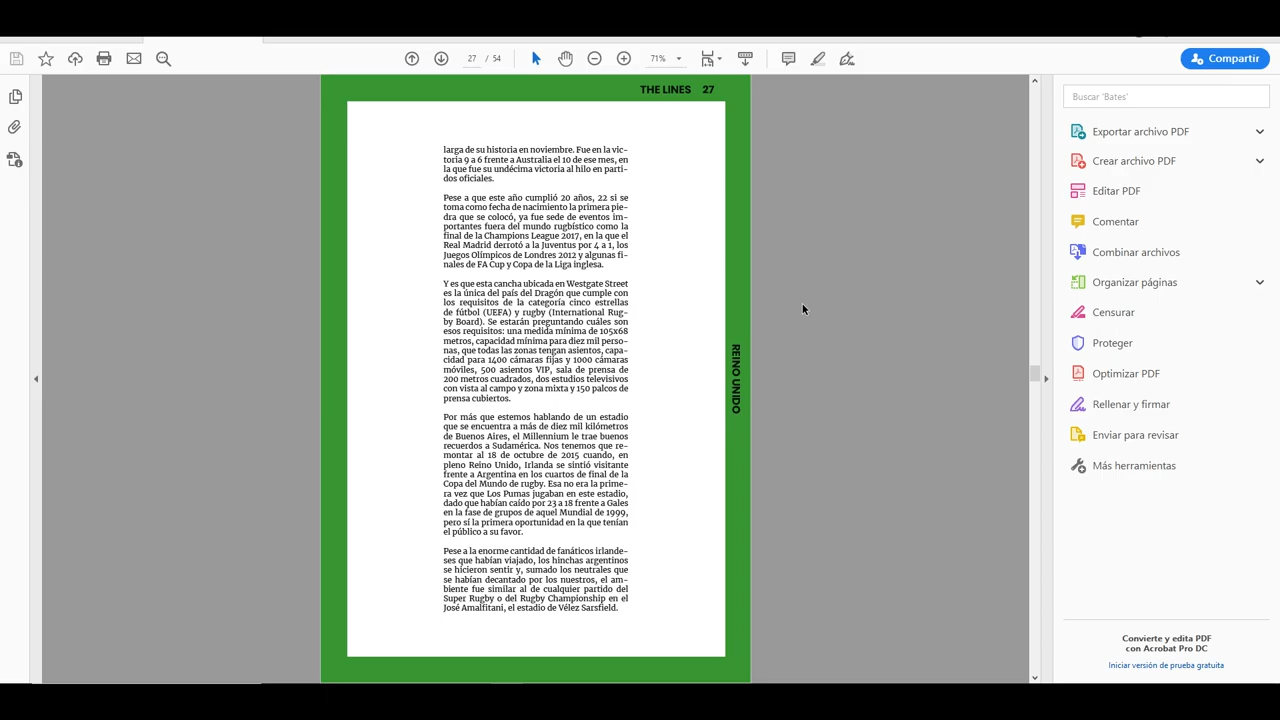 27 / 54
71%
Compartir
THE LINES 27
larga de su historia en noviembre. Fue en la vic-
toria 9 a 6 frente a Australia el 10 de ese mes, en
la que fue su undécima victoria al hilo en parti-
dos oficiales.
Pese a que este año cumplió 20 años, 22 si se
toma como fecha de nacimiento la primera pie-
dra que se colocó, ya fue sede de eventos im-
portantes fuera del mundo rugbístico como la
final de la Champions League 2017, en la que el
Real Madrid derrotó a la Juventus por 4 a 1, los
Juegos Olímpicos de Londres 2012 y algunas fi-
nales de FA Cup y Copa de la Liga inglesa.
Y es que esta cancha ubicada en Westgate Street
es la única del país del Dragón que cumple con
los requisitos de la categoría cinco estrellas
de fútbol (UEFA) y rugby (International Rug-
by Board). Se estarán preguntando cuáles son
esos requisitos: una medida mínima de 105x68
metros, capacidad mínima para diez mil perso-
nas, que todas las zonas tengan asientos, capa-
cidad para 1400 cámaras fijas y 1000 cámaras
móviles, 500 asientos VIP, sala de prensa de
200 metros cuadrados, dos estudios televisivos
con vista al campo y zona mixta y 150 palcos de
prensa cubiertos.
Por más que estemos hablando de un estadio
que se encuentra a más de diez mil kilómetros
de Buenos Aires, el Millennium le trae buenos
recuerdos a Sudamérica. Nos tenemos que re-
montar al 18 de octubre de 2015 cuando, en
pleno Reino Unido, Irlanda se sintió visitante
frente a Argentina en los cuartos de final de la
Copa del Mundo de rugby. Esa no era la prime-
ra vez que Los Pumas jugaban en este estadio,
dado que habían caído por 23 a 18 frente a Gales
en la fase de grupos de aquel Mundial de 1999,
pero sí la primera oportunidad en la que tenían
el público a su favor.
Pese a la enorme cantidad de fanáticos irlande-
ses que habían viajado, los hinchas argentinos
se hicieron sentir y, sumado los neutrales que
se habían decantado por los nuestros, el am-
biente fue similar al de cualquier partido del
Super Rugby o del Rugby Championship en el
José Amalfitani, el estadio de Vélez Sarsfield.
REINO UNIDO
Buscar 'Bates'
Exportar archivo PDF
Crear archivo PDF
Editar PDF
Comentar
Combinar archivos
Organizar páginas
Censurar
Proteger
Optimizar PDF
Rellenar y firmar
Enviar para revisar
Más herramientas
Convierte y edita PDF
con Acrobat Pro DC
Iniciar versión de prueba gratuita